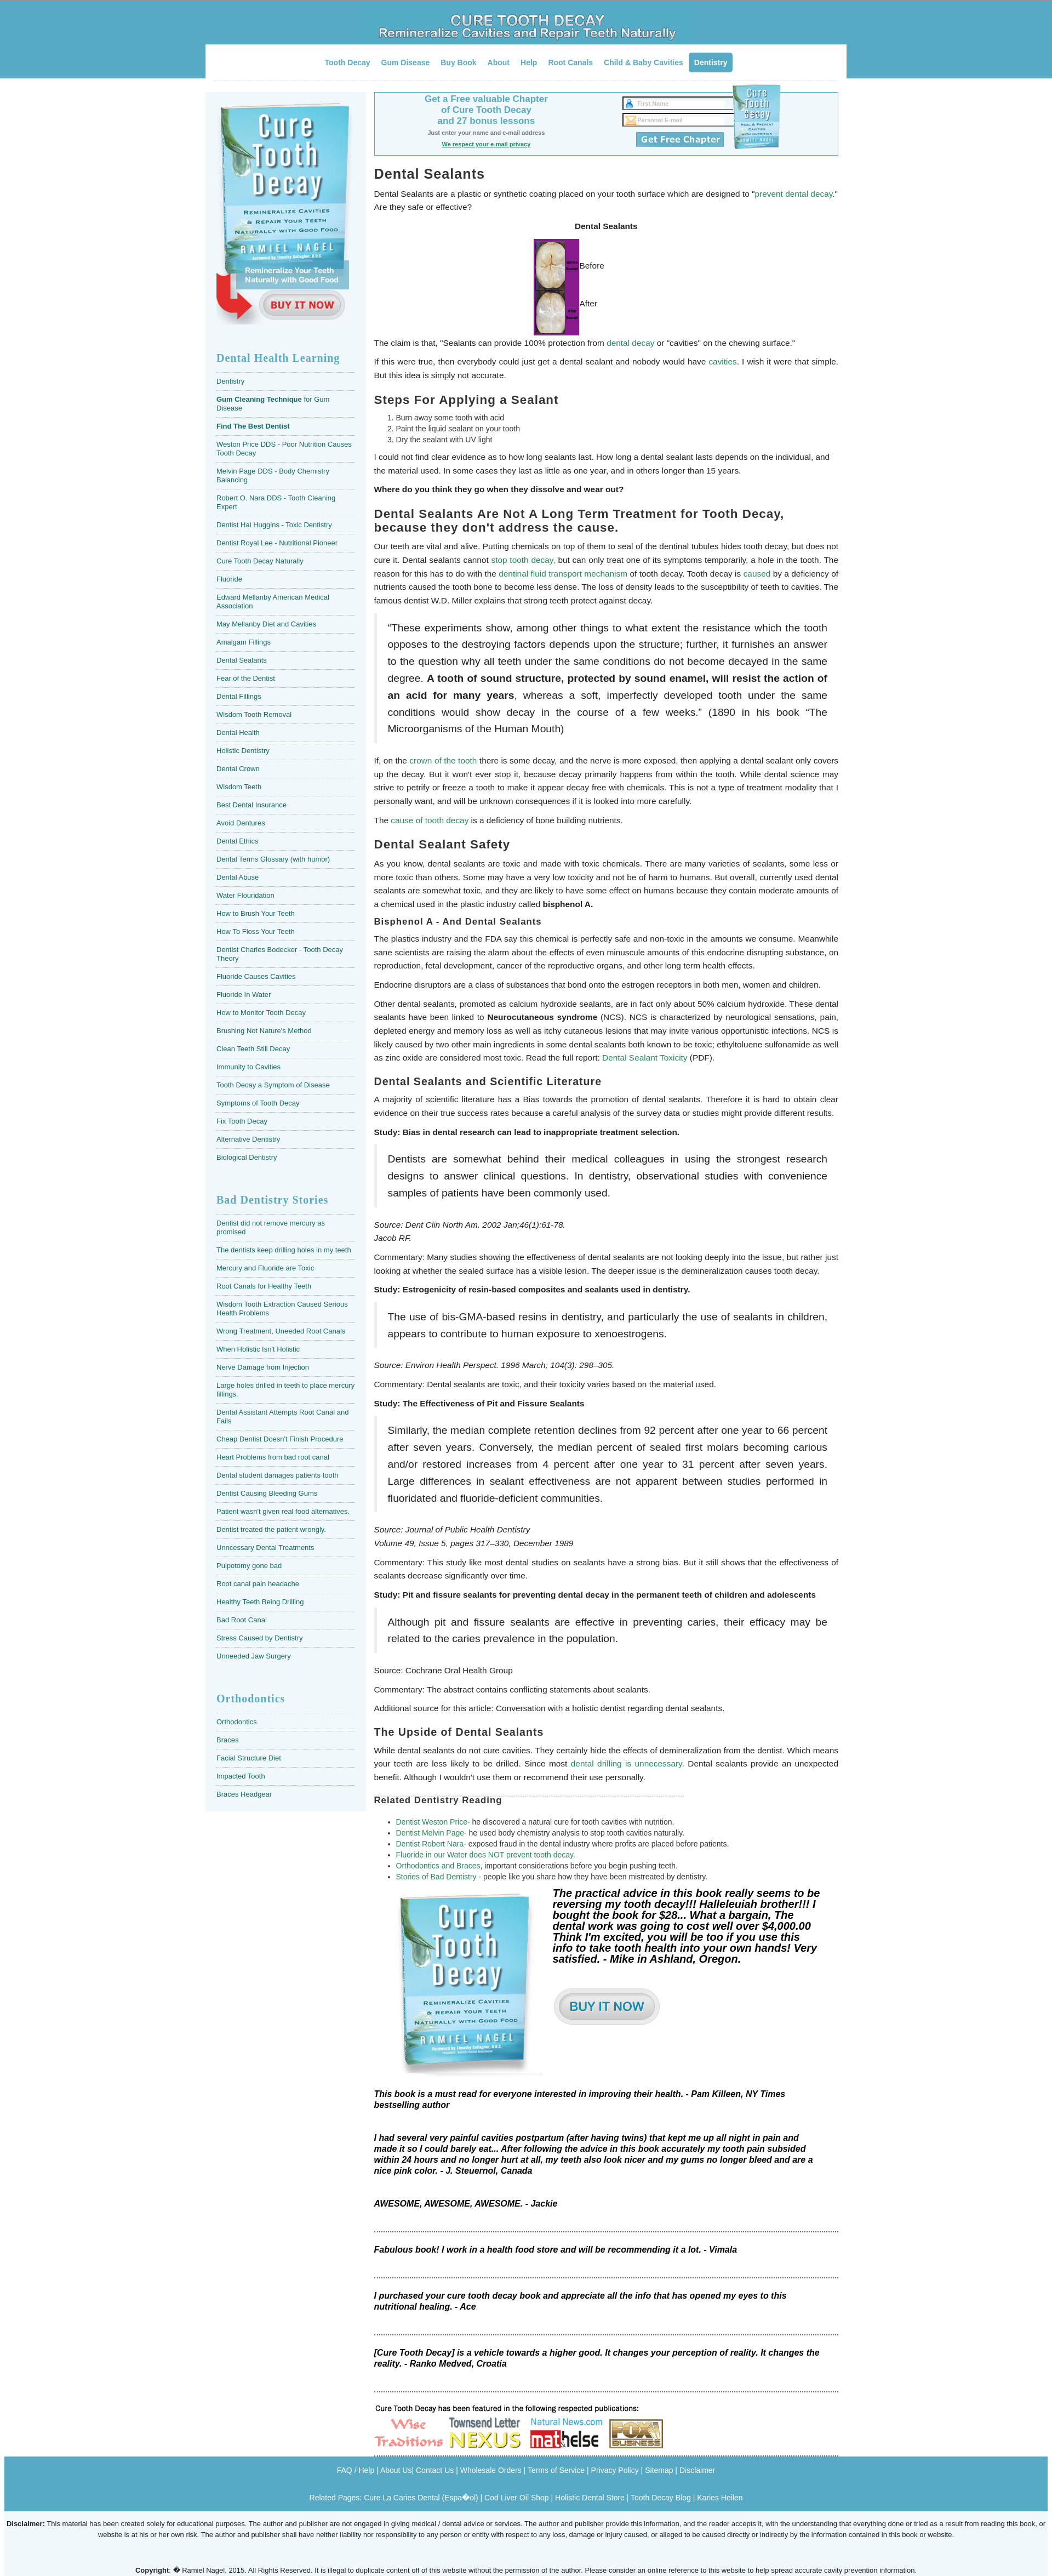 CURE TOOTH DECAY
Remineralize Cavities and Repair Teeth Naturally
Tooth Decay Gum Disease Buy Book About Help Root Canals Child & Baby Cavities Dentistry
Cure
Tooth
Decay
REMINERALIZE CAVITIES
& REPAIR YOUR TEETH
NATURALLY WITH GOOD FOOD
RAMIEL NAGEL
Foreword by Timothy Gallagher, D.D.S.
Remineralize Your Teeth
Naturally with Good Food
BUY IT NOW
Dental Health Learning
Dentistry
Gum Cleaning Technique for Gum
Disease
Find The Best Dentist
Weston Price DDS - Poor Nutrition Causes
Tooth Decay
Melvin Page DDS - Body Chemistry
Balancing
Robert O. Nara DDS - Tooth Cleaning
Expert
Dentist Hal Huggins - Toxic Dentistry
Dentist Royal Lee - Nutritional Pioneer
Cure Tooth Decay Naturally
Fluoride
Edward Mellanby American Medical
Association
May Mellanby Diet and Cavities
Amalgam Fillings
Dental Sealants
Fear of the Dentist
Dental Fillings
Wisdom Tooth Removal
Dental Health
Holistic Dentistry
Dental Crown
Wisdom Teeth
Best Dental Insurance
Avoid Dentures
Dental Ethics
Dental Terms Glossary (with humor)
Dental Abuse
Water Flouridation
How to Brush Your Teeth
How To Floss Your Teeth
Dentist Charles Bodecker - Tooth Decay
Theory
Fluoride Causes Cavities
Fluoride In Water
How to Monitor Tooth Decay
Brushing Not Nature's Method
Clean Teeth Still Decay
Immunity to Cavities
Tooth Decay a Symptom of Disease
Symptoms of Tooth Decay
Fix Tooth Decay
Alternative Dentistry
Biological Dentistry
Bad Dentistry Stories
Dentist did not remove mercury as
promised
The dentists keep drilling holes in my teeth
Mercury and Fluoride are Toxic
Root Canals for Healthy Teeth
Wisdom Tooth Extraction Caused Serious
Health Problems
Wrong Treatment, Uneeded Root Canals
When Holistic Isn't Holistic
Nerve Damage from Injection
Large holes drilled in teeth to place mercury
fillings.
Dental Assistant Attempts Root Canal and
Fails
Cheap Dentist Doesn't Finish Procedure
Heart Problems from bad root canal
Dental student damages patients tooth
Dentist Causing Bleeding Gums
Patient wasn't given real food alternatives.
Dentist treated the patient wrongly.
Unncessary Dental Treatments
Pulpotomy gone bad
Root canal pain headache
Healthy Teeth Being Drilling
Bad Root Canal
Stress Caused by Dentistry
Unneeded Jaw Surgery
Orthodontics
Orthodontics
Braces
Facial Structure Diet
Impacted Tooth
Braces Headgear
Get a Free valuable Chapter
of Cure Tooth Decay
and 27 bonus lessons
Just enter your name and e-mail address
We respect your e-mail privacy
First Name
Personal E-mail
Get Free Chapter
Cure
Tooth
Decay
RAMIEL NAGEL
Dental Sealants
Dental Sealants are a plastic or synthetic coating placed on your tooth surface which are designed to "prevent dental decay."
Are they safe or effective?
Dental Sealants
Before
After
The claim is that, "Sealants can provide 100% protection from dental decay or "cavities" on the chewing surface."
If this were true, then everybody could just get a dental sealant and nobody would have cavities. I wish it were that simple.
But this idea is simply not accurate.
Steps For Applying a Sealant
1. Burn away some tooth with acid
2. Paint the liquid sealant on your tooth
3. Dry the sealant with UV light
I could not find clear evidence as to how long sealants last. How long a dental sealant lasts depends on the individual, and
the material used. In some cases they last as little as one year, and in others longer than 15 years.
Where do you think they go when they dissolve and wear out?
Dental Sealants Are Not A Long Term Treatment for Tooth Decay,
because they don't address the cause.
Our teeth are vital and alive. Putting chemicals on top of them to seal of the dentinal tubules hides tooth decay, but does not
cure it. Dental sealants cannot stop tooth decay, but can only treat one of its symptoms temporarily, a hole in the tooth. The
reason for this has to do with the dentinal fluid transport mechanism of tooth decay. Tooth decay is caused by a deficiency of
nutrients caused the tooth bone to become less dense. The loss of density leads to the susceptibility of teeth to cavities. The
famous dentist W.D. Miller explains that strong teeth protect against decay.
“These experiments show, among other things to what extent the resistance which the tooth
opposes to the destroying factors depends upon the structure; further, it furnishes an answer
to the question why all teeth under the same conditions do not become decayed in the same
degree. A tooth of sound structure, protected by sound enamel, will resist the action of
an acid for many years, whereas a soft, imperfectly developed tooth under the same
conditions would show decay in the course of a few weeks.” (1890 in his book “The
Microorganisms of the Human Mouth)
If, on the crown of the tooth there is some decay, and the nerve is more exposed, then applying a dental sealant only covers
up the decay. But it won't ever stop it, because decay primarily happens from within the tooth. While dental science may
strive to petrify or freeze a tooth to make it appear decay free with chemicals. This is not a type of treatment modality that I
personally want, and will be unknown consequences if it is looked into more carefully.
The cause of tooth decay is a deficiency of bone building nutrients.
Dental Sealant Safety
As you know, dental sealants are toxic and made with toxic chemicals. There are many varieties of sealants, some less or
more toxic than others. Some may have a very low toxicity and not be of harm to humans. But overall, currently used dental
sealants are somewhat toxic, and they are likely to have some effect on humans because they contain moderate amounts of
a chemical used in the plastic industry called bisphenol A.
Bisphenol A - And Dental Sealants
The plastics industry and the FDA say this chemical is perfectly safe and non-toxic in the amounts we consume. Meanwhile
sane scientists are raising the alarm about the effects of even minuscule amounts of this endocrine disrupting substance, on
reproduction, fetal development, cancer of the reproductive organs, and other long term health effects.
Endocrine disruptors are a class of substances that bond onto the estrogen receptors in both men, women and children.
Other dental sealants, promoted as calcium hydroxide sealants, are in fact only about 50% calcium hydroxide. These dental
sealants have been linked to Neurocutaneous syndrome (NCS). NCS is characterized by neurological sensations, pain,
depleted energy and memory loss as well as itchy cutaneous lesions that may invite various opportunistic infections. NCS is
likely caused by two other main ingredients in some dental sealants both known to be toxic; ethyltoluene sulfonamide as well
as zinc oxide are considered most toxic. Read the full report: Dental Sealant Toxicity (PDF).
Dental Sealants and Scientific Literature
A majority of scientific literature has a Bias towards the promotion of dental sealants. Therefore it is hard to obtain clear
evidence on their true success rates because a careful analysis of the survey data or studies might provide different results.
Study: Bias in dental research can lead to inappropriate treatment selection.
Dentists are somewhat behind their medical colleagues in using the strongest research
designs to answer clinical questions. In dentistry, observational studies with convenience
samples of patients have been commonly used.
Source: Dent Clin North Am. 2002 Jan;46(1):61-78.
Jacob RF.
Commentary: Many studies showing the effectiveness of dental sealants are not looking deeply into the issue, but rather just
looking at whether the sealed surface has a visible lesion. The deeper issue is the demineralization causes tooth decay.
Study: Estrogenicity of resin-based composites and sealants used in dentistry.
The use of bis-GMA-based resins in dentistry, and particularly the use of sealants in children,
appears to contribute to human exposure to xenoestrogens.
Source: Environ Health Perspect. 1996 March; 104(3): 298–305.
Commentary: Dental sealants are toxic, and their toxicity varies based on the material used.
Study: The Effectiveness of Pit and Fissure Sealants
Similarly, the median complete retention declines from 92 percent after one year to 66 percent
after seven years. Conversely, the median percent of sealed first molars becoming carious
and/or restored increases from 4 percent after one year to 31 percent after seven years.
Large differences in sealant effectiveness are not apparent between studies performed in
fluoridated and fluoride-deficient communities.
Source: Journal of Public Health Dentistry
Volume 49, Issue 5, pages 317–330, December 1989
Commentary: This study like most dental studies on sealants have a strong bias. But it still shows that the effectiveness of
sealants decrease significantly over time.
Study: Pit and fissure sealants for preventing dental decay in the permanent teeth of children and adolescents
Although pit and fissure sealants are effective in preventing caries, their efficacy may be
related to the caries prevalence in the population.
Source: Cochrane Oral Health Group
Commentary: The abstract contains conflicting statements about sealants.
Additional source for this article: Conversation with a holistic dentist regarding dental sealants.
The Upside of Dental Sealants
While dental sealants do not cure cavities. They certainly hide the effects of demineralization from the dentist. Which means
your teeth are less likely to be drilled. Since most dental drilling is unnecessary. Dental sealants provide an unexpected
benefit. Although I wouldn't use them or recommend their use personally.
Related Dentistry Reading
• Dentist Weston Price- he discovered a natural cure for tooth cavities with nutrition.
• Dentist Melvin Page- he used body chemistry analysis to stop tooth cavities naturally.
• Dentist Robert Nara- exposed fraud in the dental industry where profits are placed before patients.
• Fluoride in our Water does NOT prevent tooth decay.
• Orthodontics and Braces, important considerations before you begin pushing teeth.
• Stories of Bad Dentistry - people like you share how they have been mistreated by dentistry.
Cure
Tooth
Decay
REMINERALIZE CAVITIES
& REPAIR YOUR TEETH
NATURALLY WITH GOOD FOOD
RAMIEL NAGEL
Foreword by Timothy Gallagher, D.D.S.
The practical advice in this book really seems to be
reversing my tooth decay!!! Halleleuiah brother!!! I
bought the book for $28... What a bargain, The
dental work was going to cost well over $4,000.00
Think I'm excited, you will be too if you use this
info to take tooth health into your own hands! Very
satisfied. - Mike in Ashland, Oregon.
BUY IT NOW
This book is a must read for everyone interested in improving their health. - Pam Killeen, NY Times
bestselling author
I had several very painful cavities postpartum (after having twins) that kept me up all night in pain and
made it so I could barely eat... After following the advice in this book accurately my tooth pain subsided
within 24 hours and no longer hurt at all, my teeth also look nicer and my gums no longer bleed and are a
nice pink color. - J. Steuernol, Canada
AWESOME, AWESOME, AWESOME. - Jackie
Fabulous book! I work in a health food store and will be recommending it a lot. - Vimala
I purchased your cure tooth decay book and appreciate all the info that has opened my eyes to this
nutritional healing. - Ace
[Cure Tooth Decay] is a vehicle towards a higher good. It changes your perception of reality. It changes the
reality. - Ranko Medved, Croatia
Cure Tooth Decay has been featured in the following respected publications:
Wise Traditions
Townsend Letter
NEXUS
Natural News.com
mat&helse
FOX BUSINESS
FAQ / Help | About Us| Contact Us | Wholesale Orders | Terms of Service | Privacy Policy | Sitemap | Disclaimer
Related Pages: Cure La Caries Dental (Espa�ol) | Cod Liver Oil Shop | Holistic Dental Store | Tooth Decay Blog | Karies Heilen
Disclaimer: This material has been created solely for educational purposes. The author and publisher are not engaged in giving medical / dental advice or services. The author and publisher provide this information, and the reader accepts it, with the understanding that everything done or tried as a result from reading this book, or
website is at his or her own risk. The author and publisher shall have neither liability nor responsibility to any person or entity with respect to any loss, damage or injury caused, or alleged to be caused directly or indirectly by the information contained in this book or website.
Copyright: � Ramiel Nagel, 2015. All Rights Reserved. It is illegal to duplicate content off of this website without the permission of the author. Please consider an online reference to this website to help spread accurate cavity prevention information.